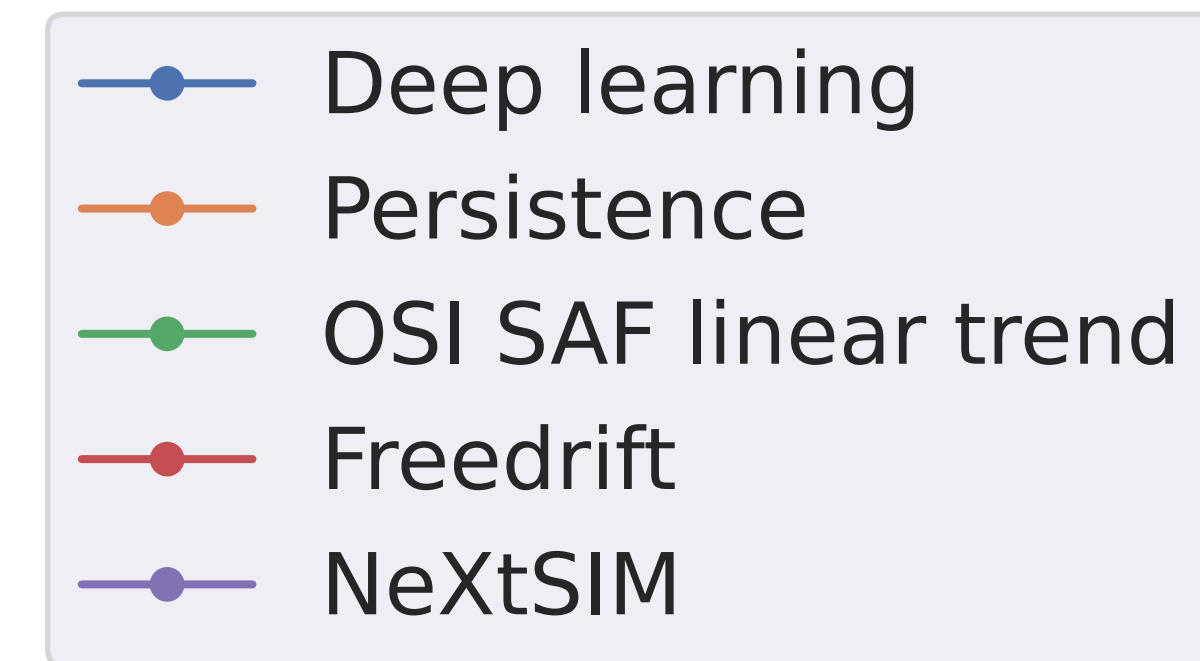 Deep learning
Persistence
OSI SAF linear trend
Freedrift
NeXtSIM